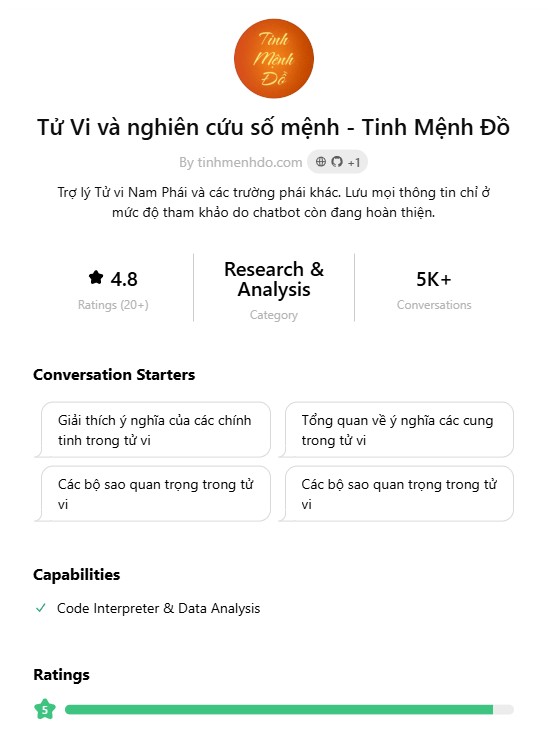 Tinh
Mệnh
Đồ
Tử Vi và nghiên cứu số mệnh - Tinh Mệnh Đồ
By tinhmenhdo.com +1
Trợ lý Tử vi Nam Phái và các trường phái khác. Lưu mọi thông tin chỉ ở
mức độ tham khảo do chatbot còn đang hoàn thiện.
4.8
Ratings (20+)
Research &
Analysis
Category
5K+
Conversations
Conversation Starters
Giải thích ý nghĩa của các chính
tinh trong tử vi
Tổng quan về ý nghĩa các cung
trong tử vi
Các bộ sao quan trọng trong tử
vi
Các bộ sao quan trọng trong tử
vi
Capabilities
Code Interpreter & Data Analysis
Ratings
5